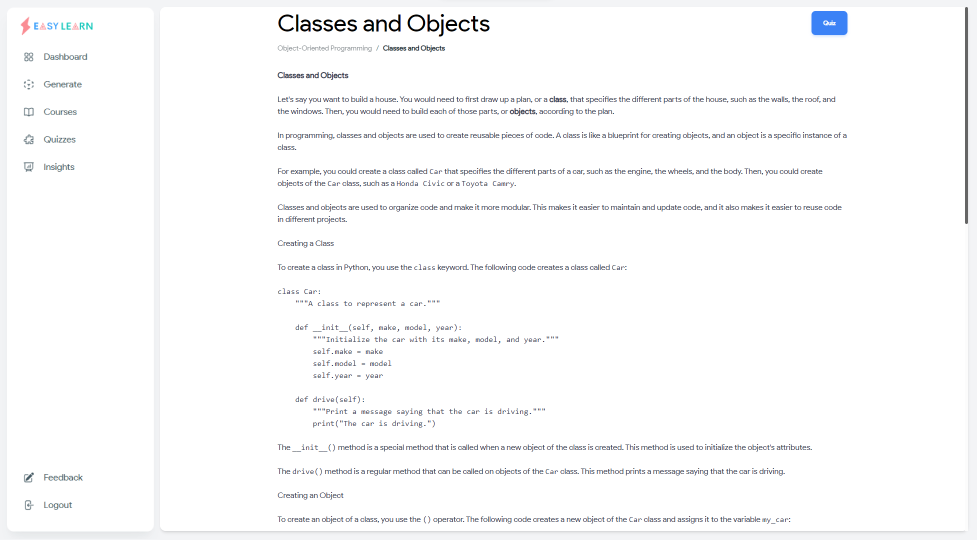 EASY LEARN
Dashboard
Generate
Courses
Quizzes
Insights
Feedback
Logout
Classes and Objects
Quiz
Object-Oriented Programming / Classes and Objects
Classes and Objects
Let's say you want to build a house. You would need to first draw up a plan, or a class, that specifies the different parts of the house, such as the walls, the roof, and
the windows. Then, you would need to build each of those parts, or objects, according to the plan.
In programming, classes and objects are used to create reusable pieces of code. A class is like a blueprint for creating objects, and an object is a specific instance of a
class.
For example, you could create a class called Car that specifies the different parts of a car, such as the engine, the wheels, and the body. Then, you could create
objects of the Car class, such as a Honda Civic or a Toyota Camry.
Classes and objects are used to organize code and make it more modular. This makes it easier to maintain and update code, and it also makes it easier to reuse code
in different projects.
Creating a Class
To create a class in Python, you use the class keyword. The following code creates a class called Car:
class Car:
    """A class to represent a car."""
    def __init__(self, make, model, year):
        """Initialize the car with its make, model, and year."""
        self.make = make
        self.model = model
        self.year = year
    def drive(self):
        """Print a message saying that the car is driving."""
        print("The car is driving.")
The __init__() method is a special method that is called when a new object of the class is created. This method is used to initialize the object's attributes.
The drive() method is a regular method that can be called on objects of the Car class. This method prints a message saying that the car is driving.
Creating an Object
To create an object of a class, you use the () operator. The following code creates a new object of the Car class and assigns it to the variable my_car: